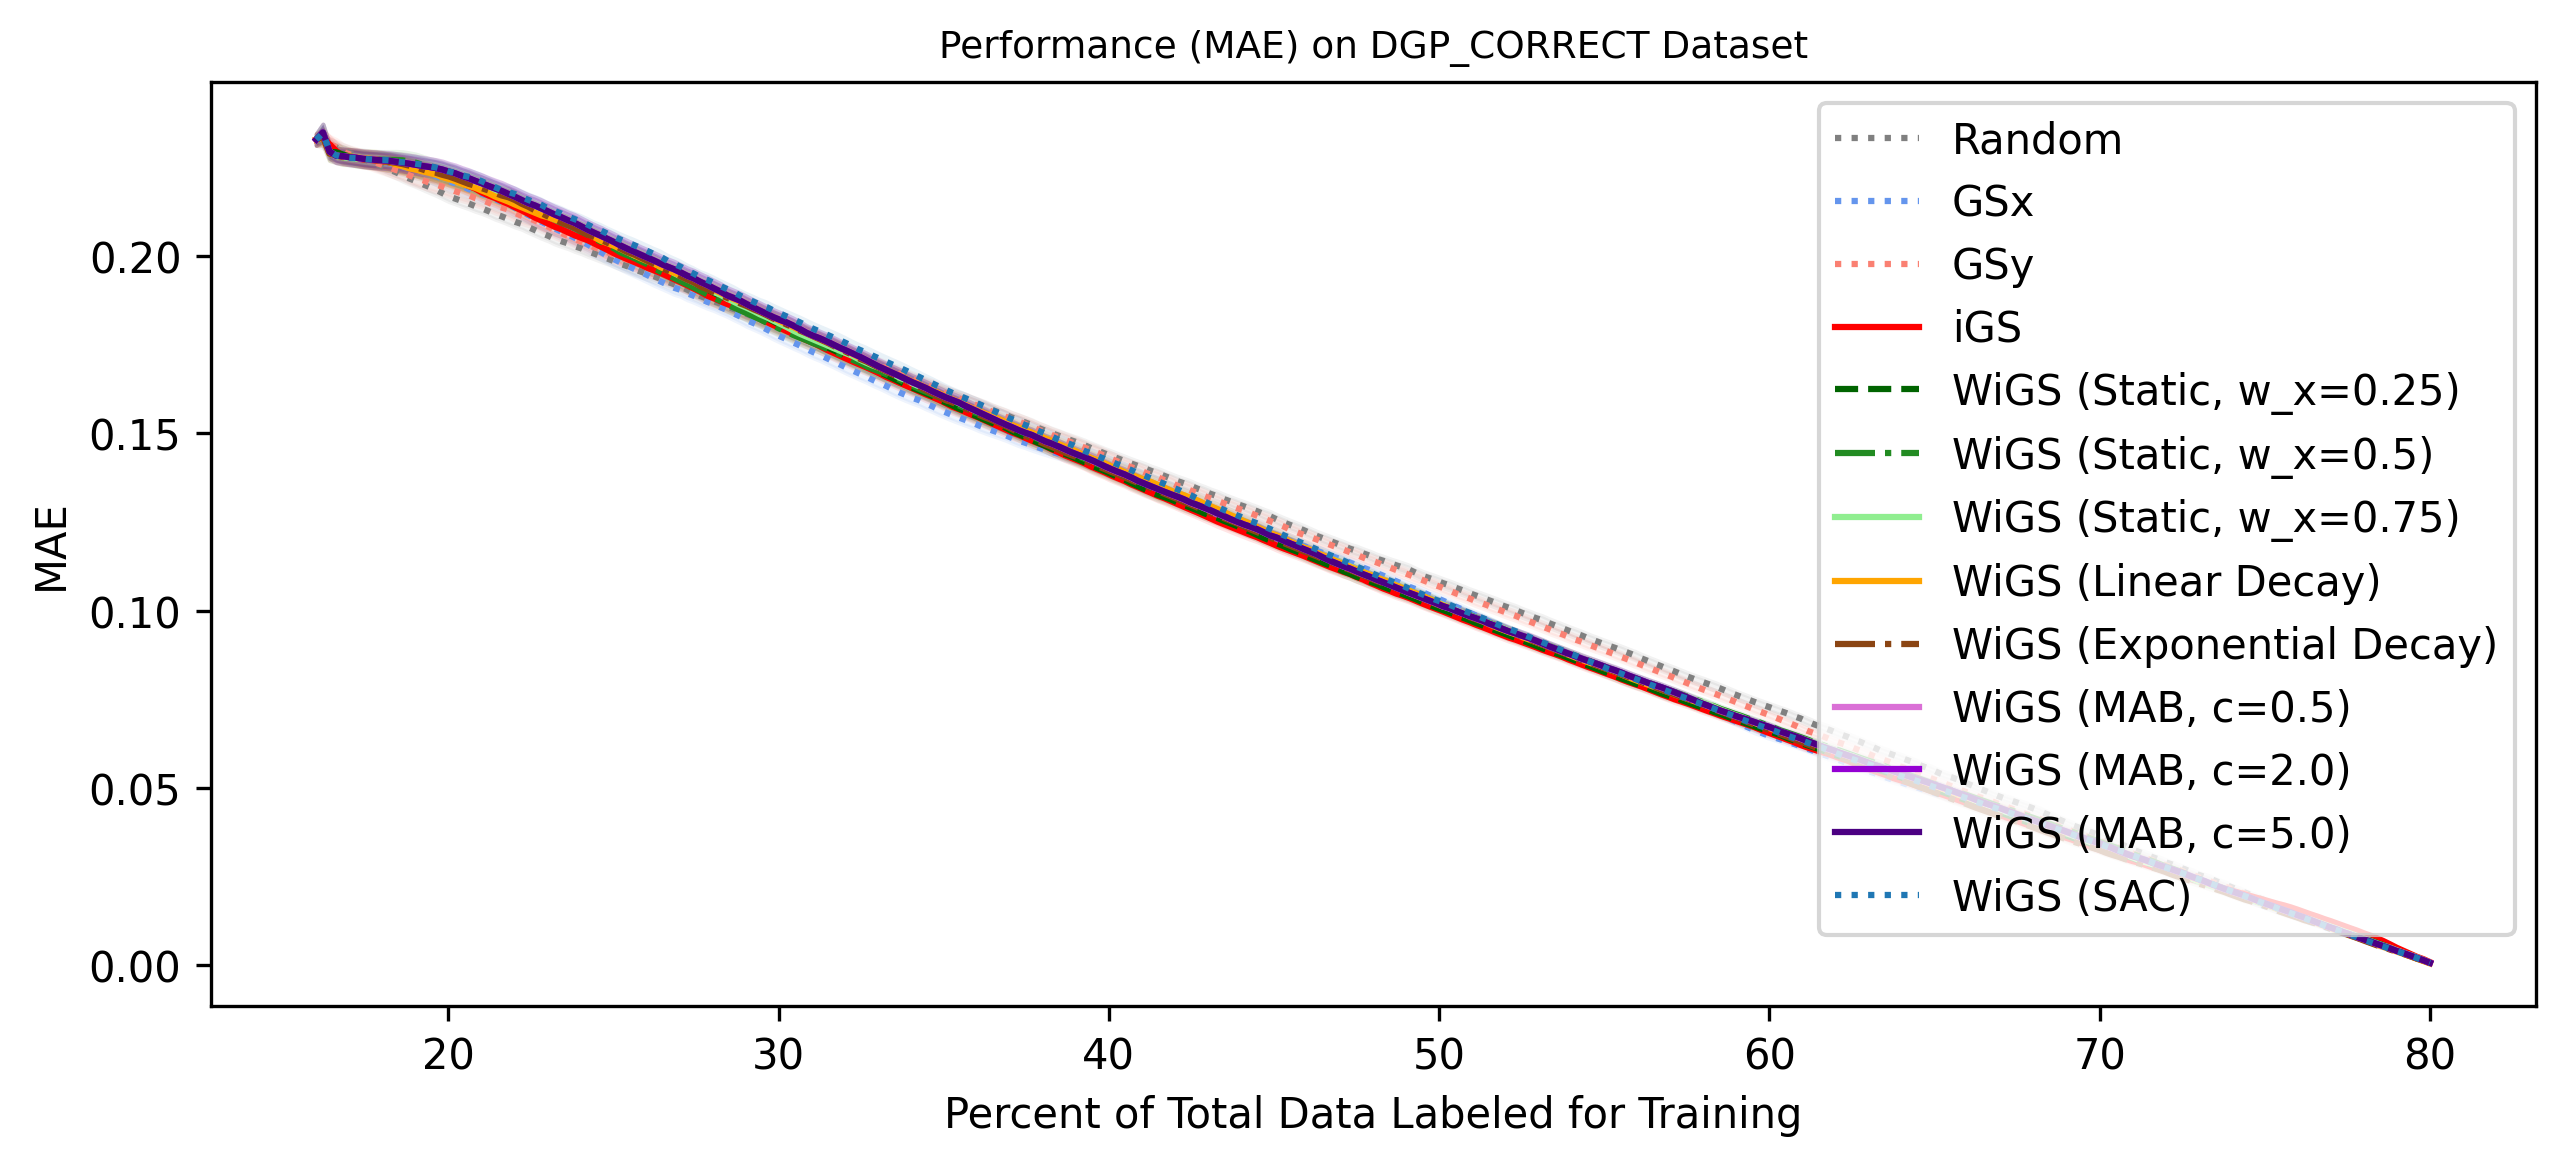 Performance (MAE) on DGP_CORRECT Dataset
MAE
0.20
0.15
0.10
0.05
0.00
20 30 40 50 60 70 80
Percent of Total Data Labeled for Training
Random
GSx
GSy
iGS
WiGS (Static, w_x=0.25)
WiGS (Static, w_x=0.5)
WiGS (Static, w_x=0.75)
WiGS (Linear Decay)
WiGS (Exponential Decay)
WiGS (MAB, c=0.5)
WiGS (MAB, c=2.0)
WiGS (MAB, c=5.0)
WiGS (SAC)